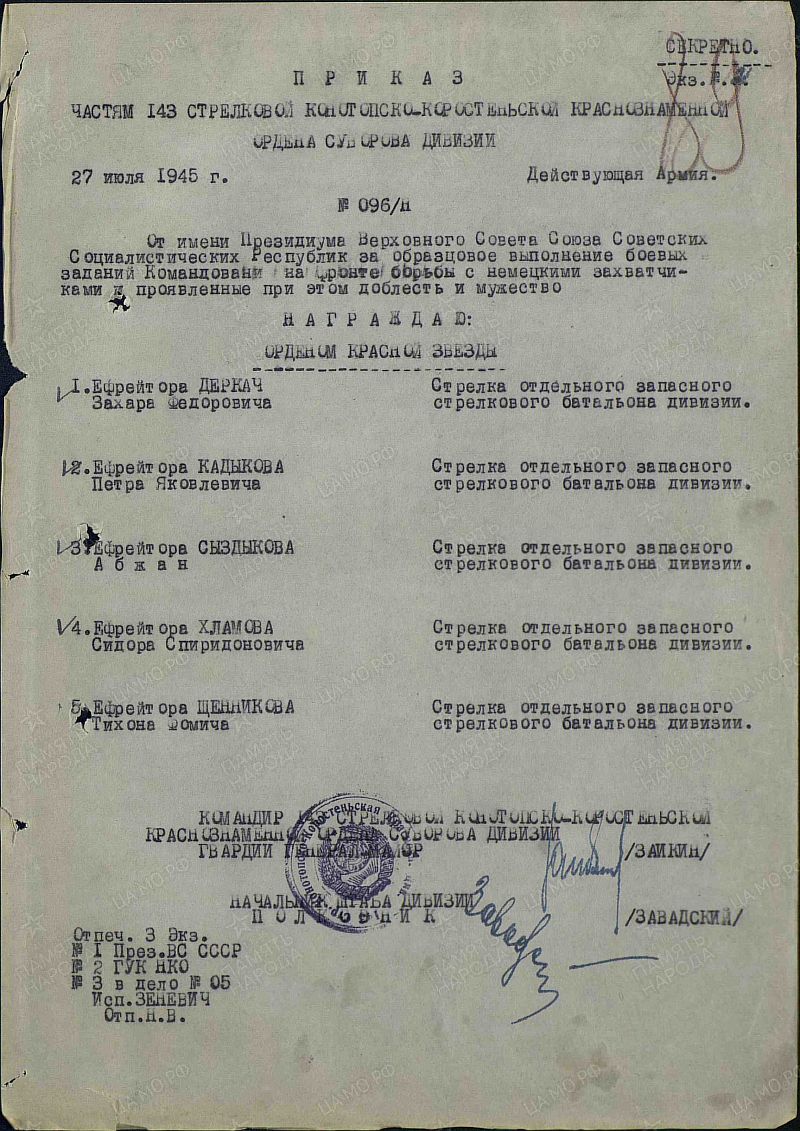 СЕКРЕТНО.
Экз.№.
П Р И К А З
ЧАСТЯМ 143 СТРЕЛКОВОЙ КОНОТОПСКО-КОРОСТЕНЬСКОЙ КРАСНОЗНАМЕННОЙ
ОРДЕНА СУВОРОВА ДИВИЗИИ
27 июля 1945 г. Действующая Армия.
№ 096/н
От имени Президиума Верховного Совета Союза Советских
Социалистических Республик за образцовое выполнение боевых
заданий Командовани на фронте борьбы с немецкими захватчи-
ками и проявленные при этом доблесть и мужество
Н А Г Р А Ж Д А Ю:
ОРДЕНОМ КРАСНОЙ ЗВЕЗДЫ
1.Ефрейтора ДЕРКАЧ Стрелка отдельного запасного
Захара Федоровича стрелкового батальона дивизии.
2.Ефрейтора КАДЫКОВА Стрелка отдельного запасного
Петра Яковлевича стрелкового батальона дивизии.
3.Ефрейтора СЫЗДЫКОВА Стрелка отдельного запасного
А б ж а н стрелкового батальона дивизии.
4.Ефрейтора ХЛАМОВА Стрелка отдельного запасного
Сидора Спиридоновича стрелкового батальона дивизии.
5.Ефрейтора ЩЕННИКОВА Стрелка отдельного запасного
Тихона Фомича стрелкового батальона дивизии.
КОМАНДИР СТРЕЛКОВОЙ КОНОТОПСКО-КОРОСТЕНЬСКОЙ
КРАСНОЗНАМЕННОЙ ОРДЕНА СУВОРОВА ДИВИЗИИ
ГВАРДИИ ГЕНЕРАЛ-МАЙОР /ЗАИКИН/
НАЧАЛЬНИК ШТАБА ДИВИЗИИ
П О Л К О В Н И К /ЗАВАДСКИЙ/
Отпеч. 3 Экз.
№ 1 През.ВС СССР
№ 2 ГУК НКО
№ 3 в дело № 05
Исп.ЗЕНЕВИЧ
Отп.Н.В.